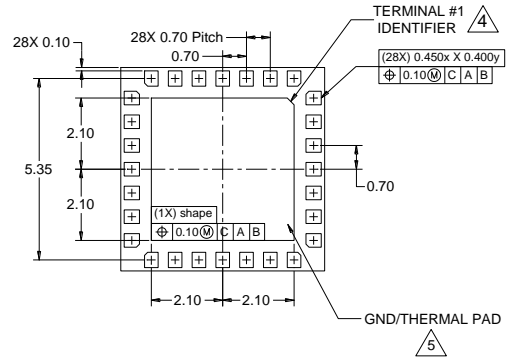 TERMINAL #1
IDENTIFIER 4
28X 0.10
28X 0.70 Pitch
0.70
(28X) 0.450x X 0.400y
⌖ 0.10 Ⓜ C A B
2.10
5.35
0.70
2.10
(1X) shape
⌖ 0.10 Ⓜ C A B
2.10 2.10
GND/THERMAL PAD
5